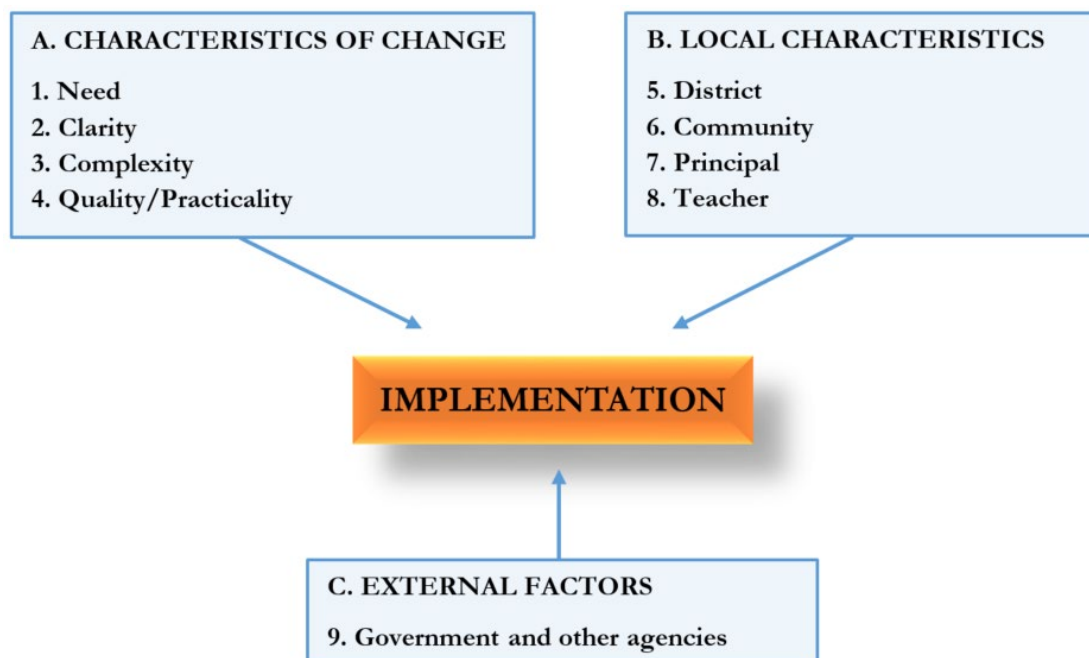 A. CHARACTERISTICS OF CHANGE
1. Need
2. Clarity
3. Complexity
4. Quality/Practicality
B. LOCAL CHARACTERISTICS
5. District
6. Community
7. Principal
8. Teacher
IMPLEMENTATION
C. EXTERNAL FACTORS
9. Government and other agencies